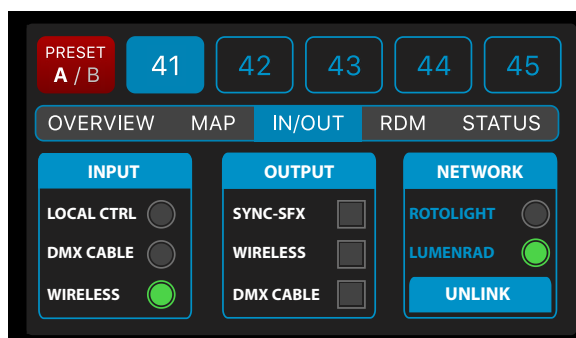 PRESET
A / B
41
42
43
44
45
OVERVIEW MAP IN/OUT RDM STATUS
INPUT
LOCAL CTRL
DMX CABLE
WIRELESS
OUTPUT
SYNC-SFX
WIRELESS
DMX CABLE
NETWORK
ROTOLIGHT
LUMENRAD
UNLINK